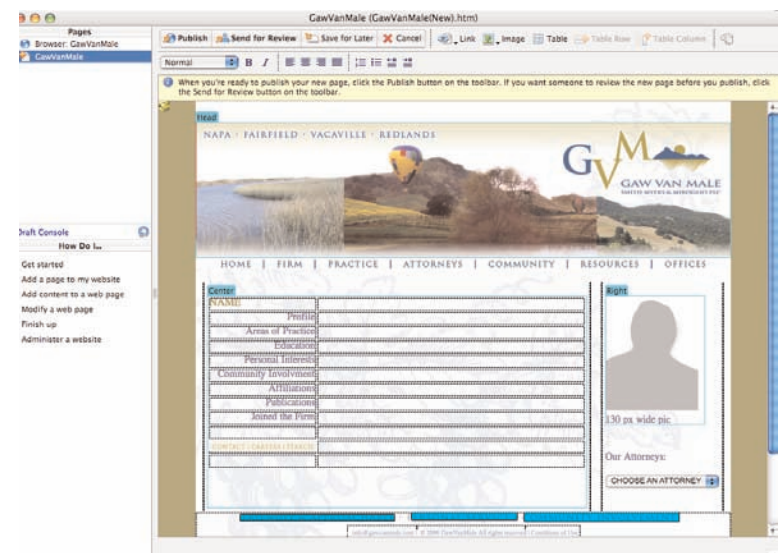 GawVanMale (GawVanMale(New).htm)
Pages
Browser: GawVanMale
GawVanMale
Publish Send for Review Save for Later Cancel Link Image Table Table Row Table Column
Normal B I
When you're ready to publish your new page, click the Publish button on the toolbar. If you want someone to review the new page before you publish, click
the Send for Review button on the toolbar.
Head
NAPA · FAIRFIELD · VACAVILLE · REDLANDS
GVM
GAW VAN MALE
HOME | FIRM | PRACTICE | ATTORNEYS | COMMUNITY | RESOURCES | OFFICES
Draft Console
How Do I...
Get started
Add a page to my website
Add content to a web page
Modify a web page
Finish up
Administer a website
Center
NAME
Profile
Areas of Practice
Education
Personal Interests
Community Involvment
Affiliations
Publications
Joined the Firm
CONTACT | CAREERS | SEARCH
Right
130 px wide pic
Our Attorneys:
CHOOSE AN ATTORNEY